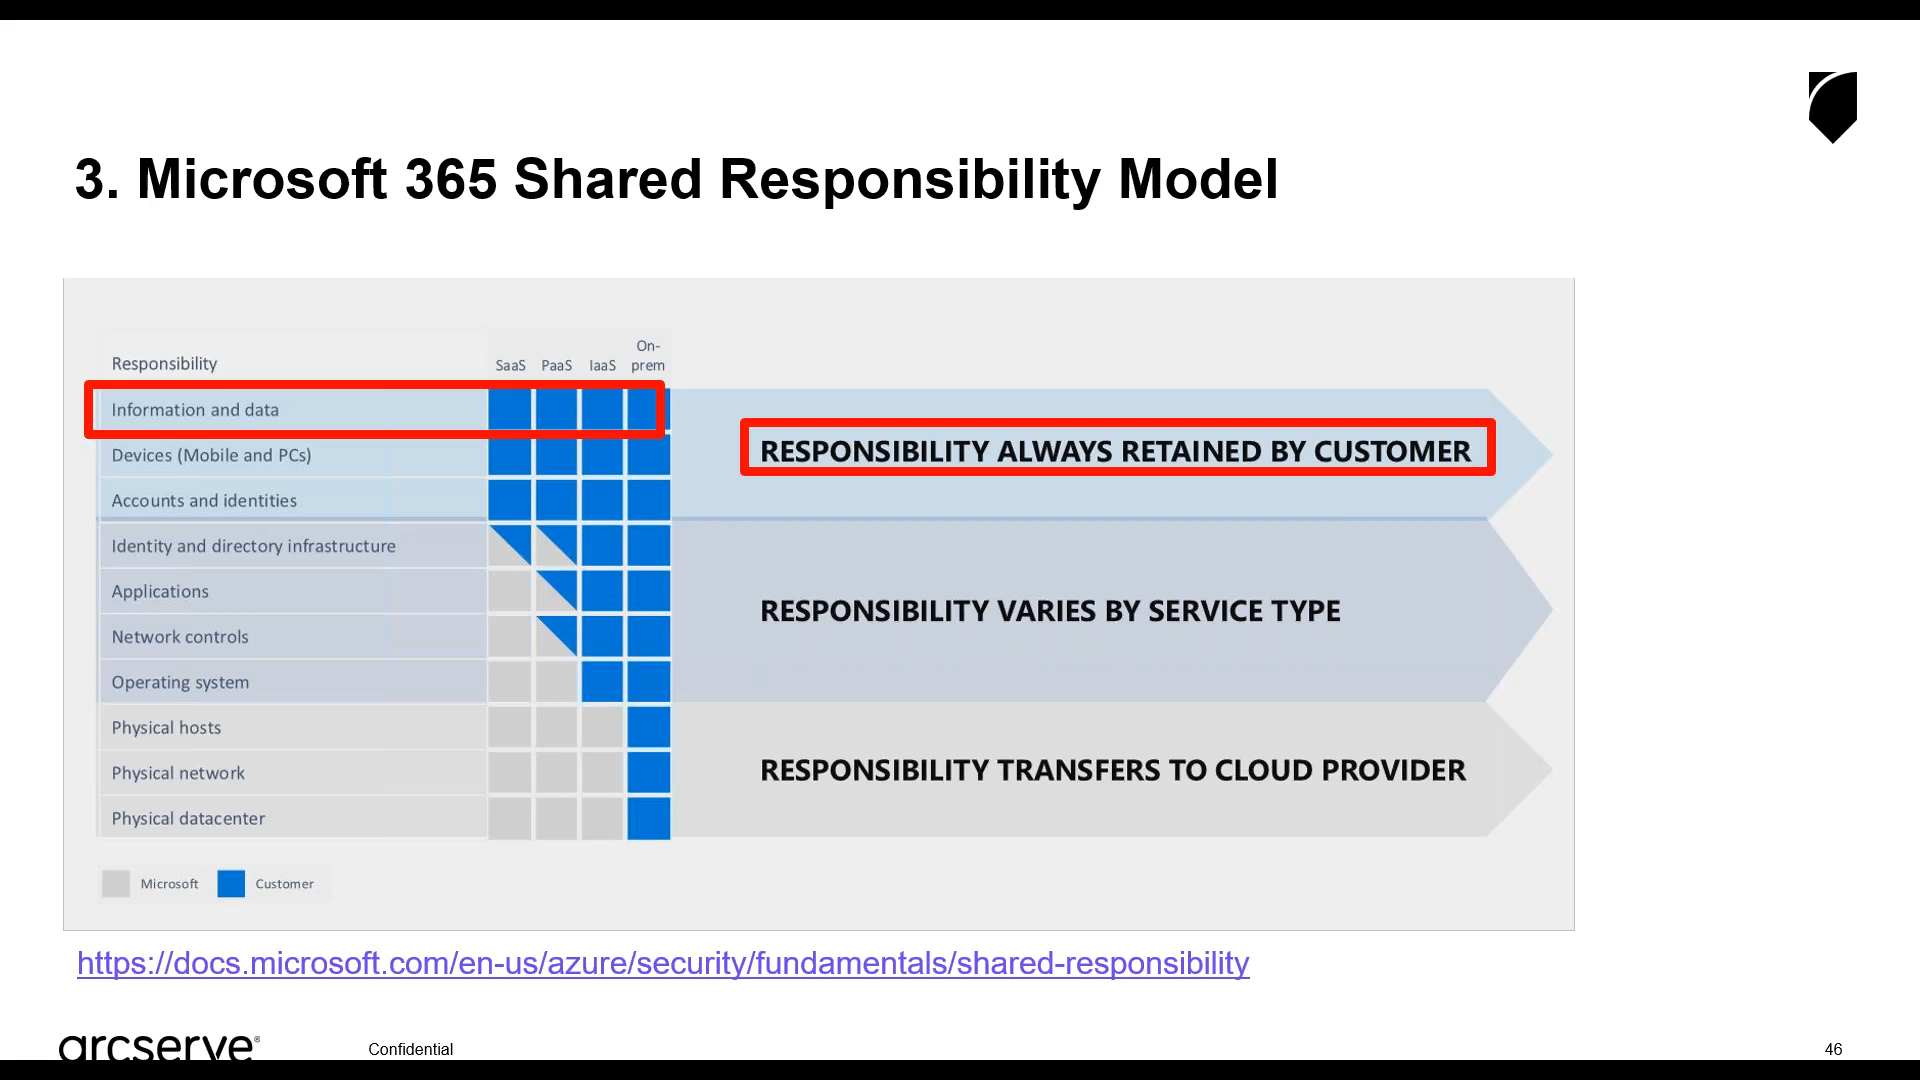 3. Microsoft 365 Shared Responsibility Model
Responsibility
SaaS PaaS IaaS On-prem
Information and data
Devices (Mobile and PCs)
Accounts and identities
RESPONSIBILITY ALWAYS RETAINED BY CUSTOMER
Identity and directory infrastructure
Applications
Network controls
Operating system
RESPONSIBILITY VARIES BY SERVICE TYPE
Physical hosts
Physical network
Physical datacenter
RESPONSIBILITY TRANSFERS TO CLOUD PROVIDER
Microsoft Customer
https://docs.microsoft.com/en-us/azure/security/fundamentals/shared-responsibility
arcserve®
Confidential
46